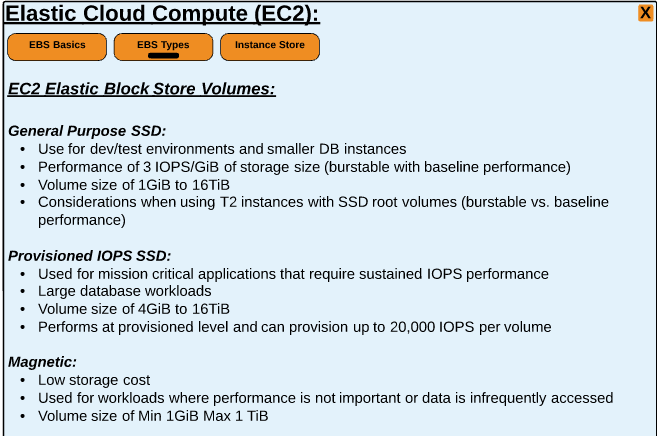 Elastic Cloud Compute (EC2):
X
EBS Basics
EBS Types
Instance Store
EC2 Elastic Block Store Volumes:
General Purpose SSD:
• Use for dev/test environments and smaller DB instances
• Performance of 3 IOPS/GiB of storage size (burstable with baseline performance)
• Volume size of 1GiB to 16TiB
• Considerations when using T2 instances with SSD root volumes (burstable vs. baseline
performance)
Provisioned IOPS SSD:
• Used for mission critical applications that require sustained IOPS performance
• Large database workloads
• Volume size of 4GiB to 16TiB
• Performs at provisioned level and can provision up to 20,000 IOPS per volume
Magnetic:
• Low storage cost
• Used for workloads where performance is not important or data is infrequently accessed
• Volume size of Min 1GiB Max 1 TiB